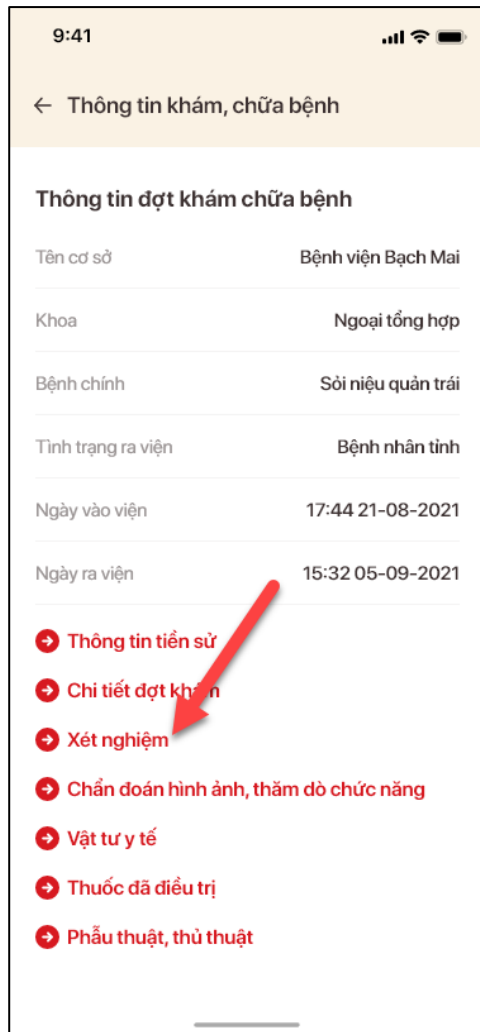 9:41
Thông tin khám, chữa bệnh
Thông tin đợt khám chữa bệnh
Tên cơ sở Bệnh viện Bạch Mai
Khoa Ngoại tổng hợp
Bệnh chính Sỏi niệu quản trái
Tình trạng ra viện Bệnh nhân tỉnh
Ngày vào viện 17:44 21-08-2021
Ngày ra viện 15:32 05-09-2021
Thông tin tiền sử
Chi tiết đợt khám
Xét nghiệm
Chẩn đoán hình ảnh, thăm dò chức năng
Vật tư y tế
Thuốc đã điều trị
Phẫu thuật, thủ thuật